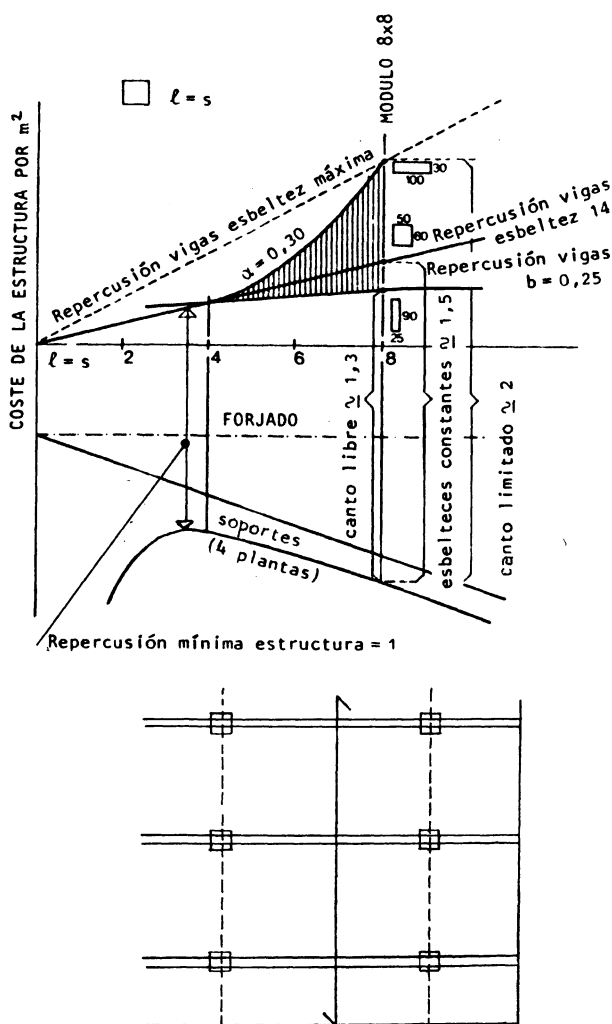 MODULO 8x8
ℓ = s
COSTE DE LA ESTRUCTURA POR m²
Repercusión vigas esbeltez máxima
30
100
α=0,30
50
60
Repercusión vigas
esbeltez 14
Repercusión vigas
b=0,25
90
25
ℓ=s
2
4
6
8
FORJADO
canto libre ≃ 1,3
esbelteces constantes ≃ 1,5
canto limitado ≃ 2
soportes
(4 plantas)
Repercusión mínima estructura = 1